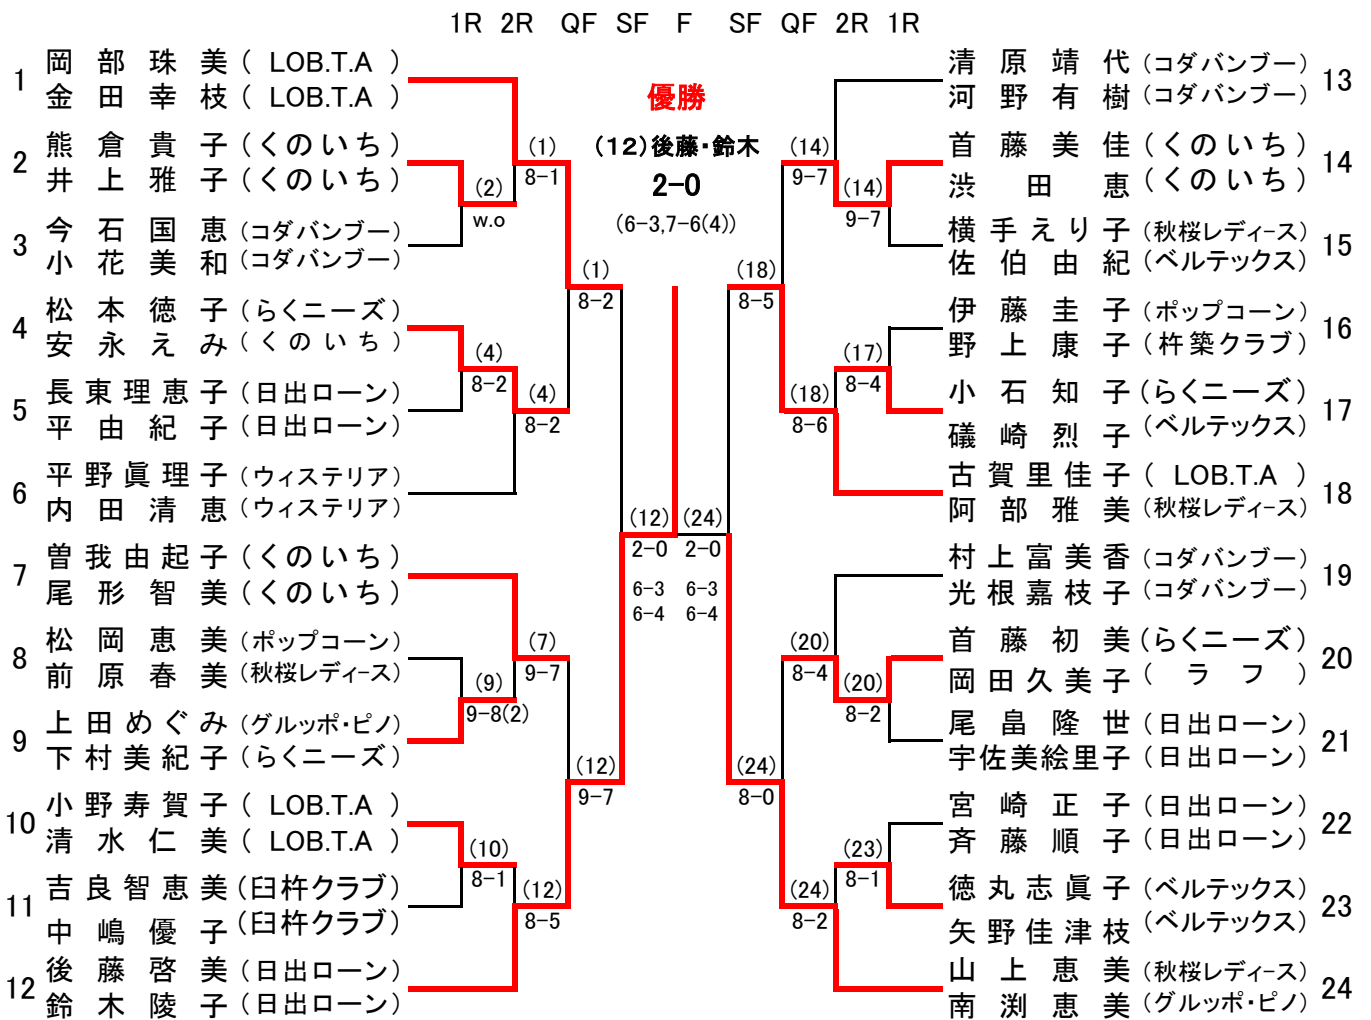 1R 2R QF SF F SF QF 2R 1R
1 岡部珠美 (LOB.T.A)
金田幸枝 (LOB.T.A)
2 熊倉貴子 (くのいち)
井上雅子 (くのいち)
3 今石国恵 (コダバンブー)
小花美和 (コダバンブー)
4 松本徳子 (らくニーズ)
安永えみ (くのいち)
5 長東理恵子 (日出ローン)
平由紀子 (日出ローン)
6 平野眞理子 (ウィステリア)
内田清恵 (ウィステリア)
7 曽我由起子 (くのいち)
尾形智美 (くのいち)
8 松岡恵美 (ポップコーン)
前原春美 (秋桜レディース)
9 上田めぐみ (グルッポ・ピノ)
下村美紀子 (らくニーズ)
10 小野寿賀子 (LOB.T.A)
清水仁美 (LOB.T.A)
11 吉良智恵美 (臼杵クラブ)
中嶋優子 (臼杵クラブ)
12 後藤啓美 (日出ローン)
鈴木陵子 (日出ローン)
(2)
w.o
(4)
8-2
(9)
9-8(2)
(10)
8-1
(1)
8-1
(4)
8-2
(7)
9-7
(12)
8-5
(1)
8-2
(12)
9-7
(12)
2-0
6-3
6-4
優勝
(12)後藤・鈴木
2-0
(6-3,7-6(4))
(24)
2-0
6-3
6-4
(18)
8-5
(24)
8-0
(14)
9-7
(18)
8-6
(20)
8-4
(24)
8-2
(14)
9-7
(17)
8-4
(20)
8-2
(23)
8-1
清原靖代 (コダバンブー) 13
河野有樹 (コダバンブー)
首藤美佳 (くのいち) 14
渋田恵 (くのいち)
横手えり子 (秋桜レディース) 15
佐伯由紀 (ベルテックス)
伊藤圭子 (ポップコーン) 16
野上康子 (杵築クラブ)
小石知子 (らくニーズ) 17
礒崎烈子 (ベルテックス)
古賀里佳子 (LOB.T.A) 18
阿部雅美 (秋桜レディース)
村上富美香 (コダバンブー) 19
光根嘉枝子 (コダバンブー)
首藤初美 (らくニーズ) 20
岡田久美子 (ラフ)
尾畠隆世 (日出ローン) 21
宇佐美絵里子 (日出ローン)
宮崎正子 (日出ローン) 22
斉藤順子 (日出ローン)
徳丸志眞子 (ベルテックス) 23
矢野佳津枝 (ベルテックス)
山上恵美 (秋桜レディース) 24
南渕恵美 (グルッポ・ピノ)